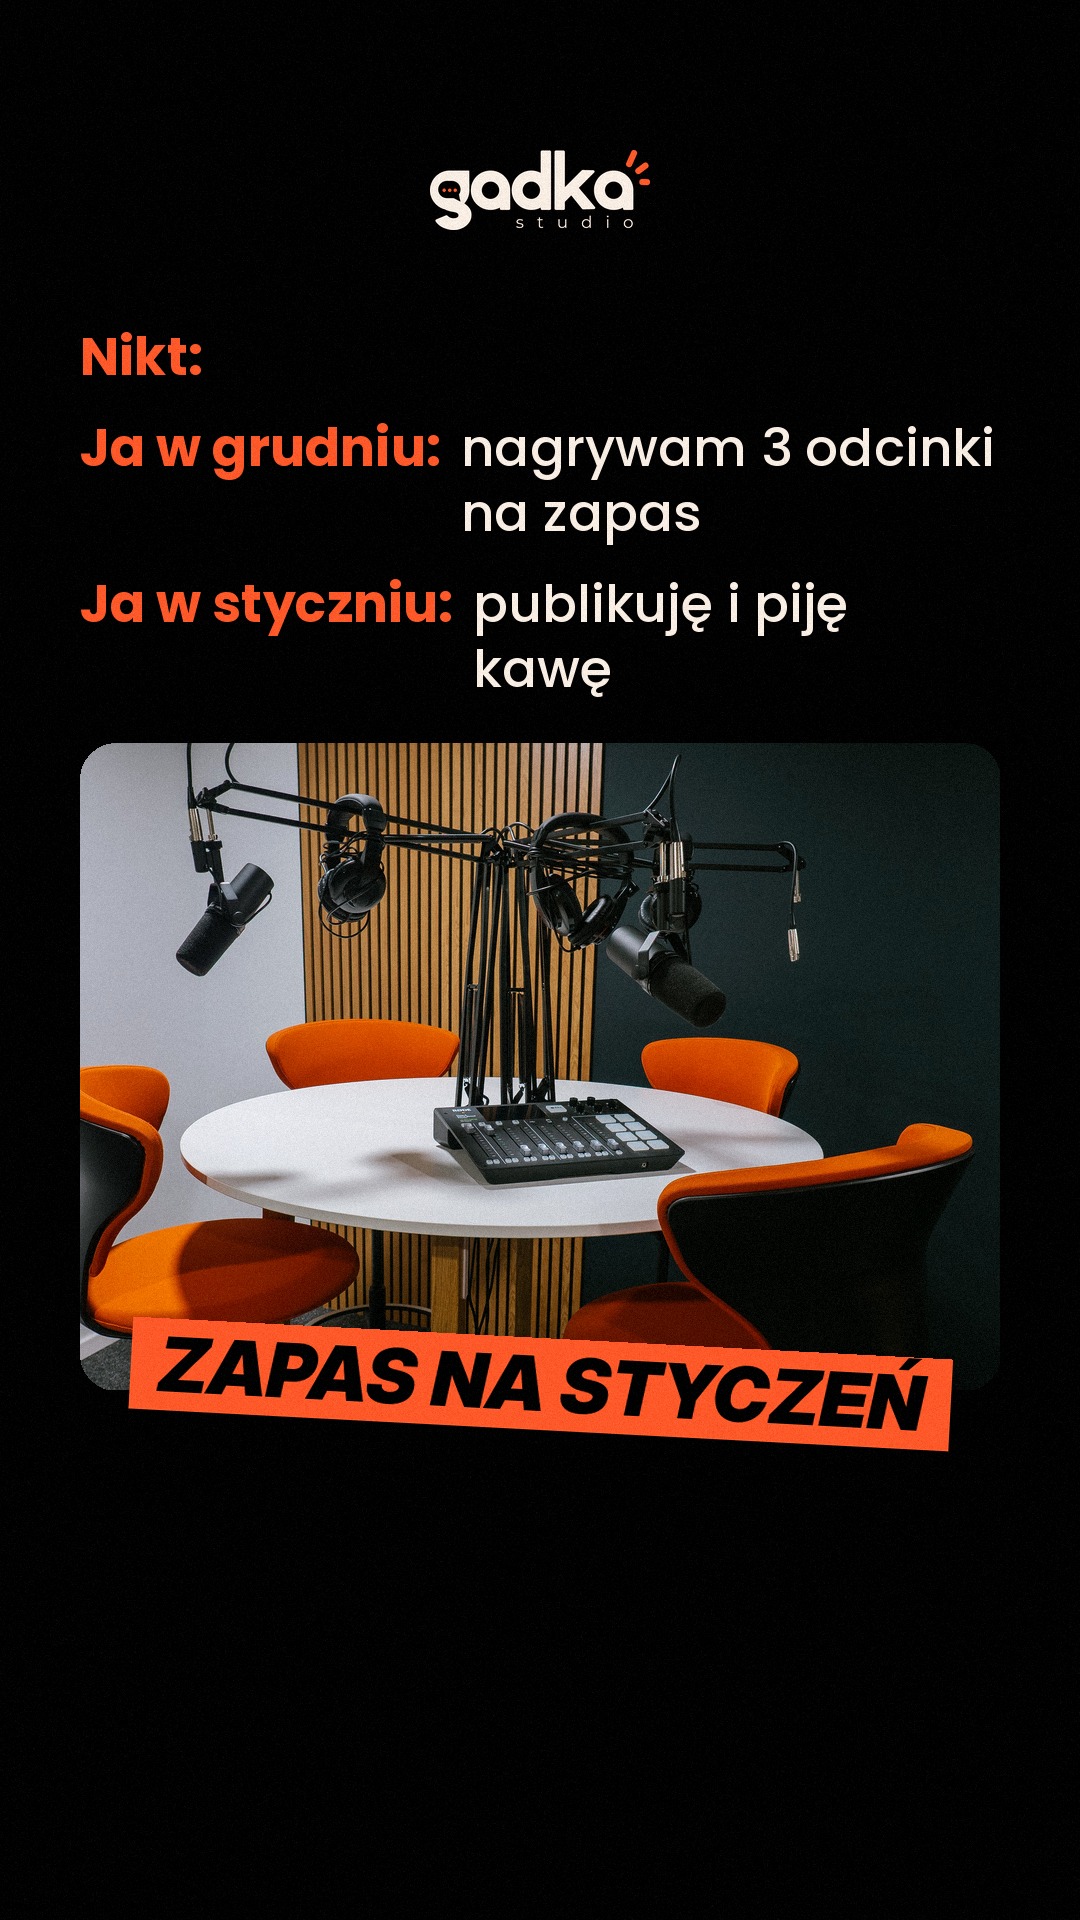 gadka
studio
Nikt:
Ja w grudniu: nagrywam 3 odcinki
na zapas
Ja w styczniu: publikuję i piję
kawę
ZAPAS NA STYCZEŃ